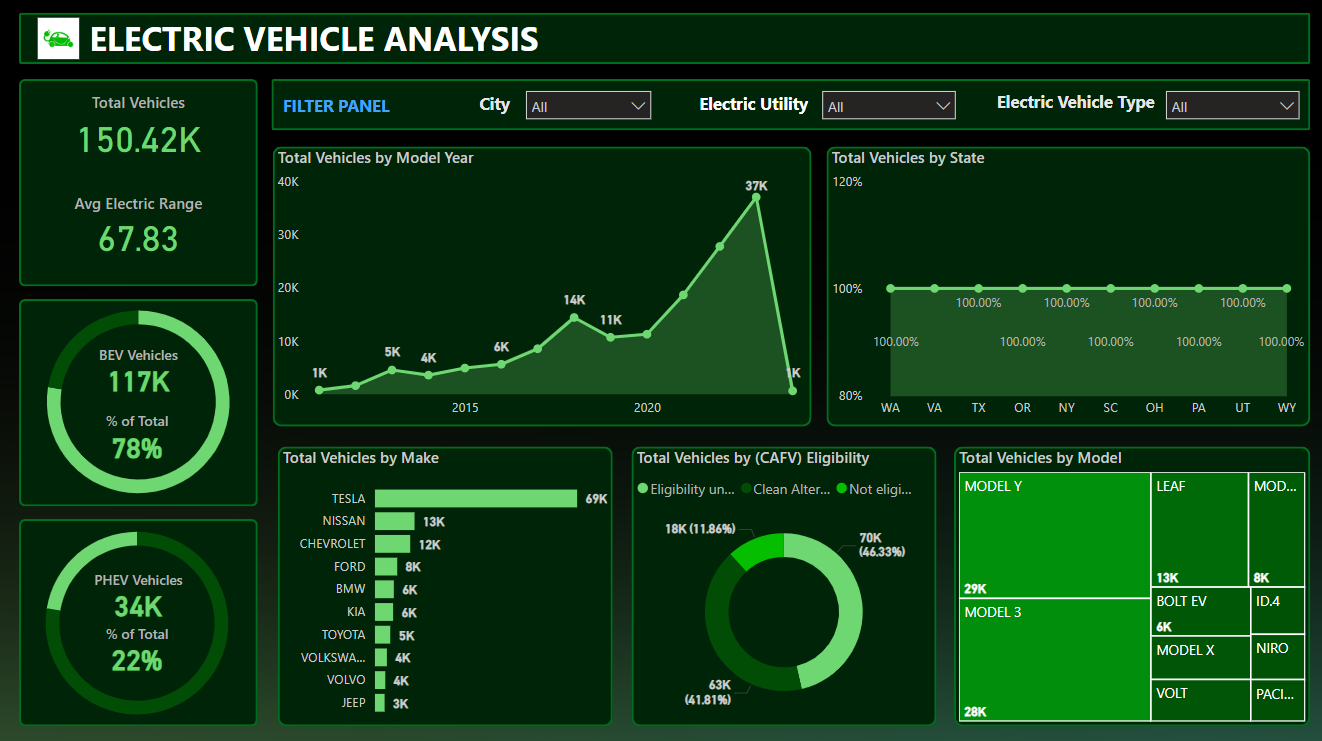 ELECTRIC VEHICLE ANALYSIS
Total Vehicles
150.42K
Avg Electric Range
67.83
BEV Vehicles
117K
% of Total
78%
PHEV Vehicles
34K
% of Total
22%
FILTER PANEL
City
All
Electric Utility
All
Electric Vehicle Type
All
Total Vehicles by Model Year
40K
30K
20K
10K
0K
1K
5K
4K
6K
14K
11K
37K
1K
2015
2020
Total Vehicles by State
120%
100%
80%
100.00% 100.00% 100.00% 100.00%
100.00% 100.00% 100.00% 100.00% 100.00%
WA VA TX OR NY SC OH PA UT WY
Total Vehicles by Make
TESLA 69K
NISSAN 13K
CHEVROLET 12K
FORD 8K
BMW 6K
KIA 6K
TOYOTA 5K
VOLKSWA... 4K
VOLVO 4K
JEEP 3K
Total Vehicles by (CAFV) Eligibility
Eligibility un... Clean Alter... Not eligi...
18K (11.86%)
70K
(46.33%)
63K
(41.81%)
Total Vehicles by Model
MODEL Y
29K
MODEL 3
28K
LEAF
13K
MOD...
8K
BOLT EV
6K
ID.4
MODEL X
NIRO
VOLT
PACI...